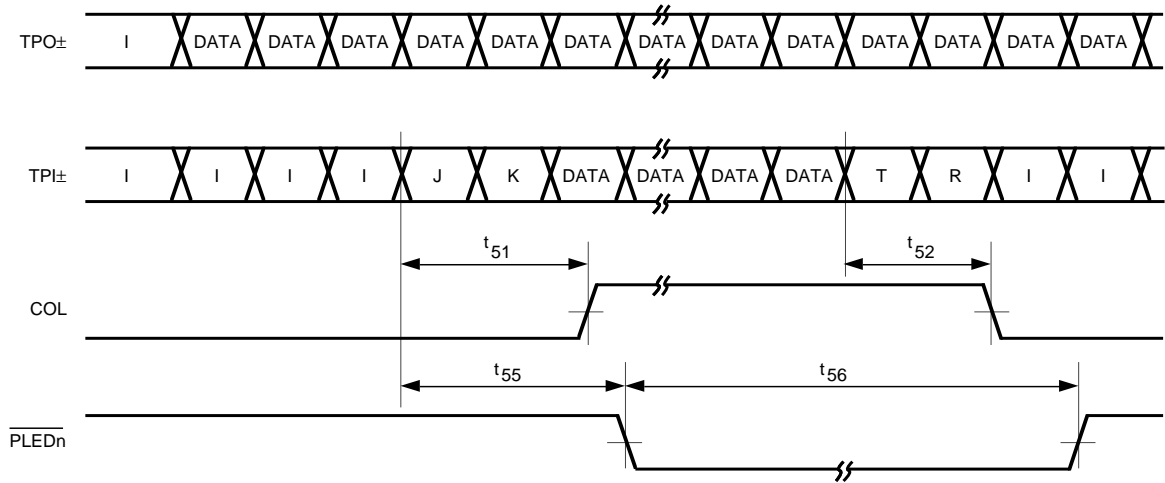 TPO± I DATA DATA DATA DATA DATA DATA DATA DATA DATA DATA DATA DATA DATA
TPI± I I I I J K DATA DATA DATA DATA T R I I
t51 t52
COL
t55 t56
PLEDn